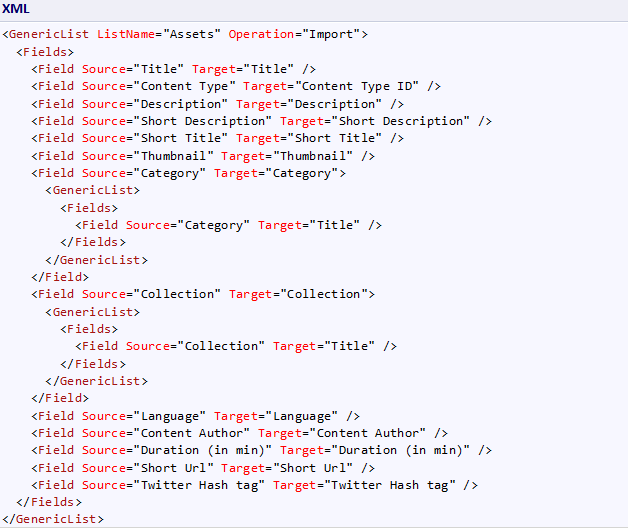 XML
<GenericList ListName="Assets" Operation="Import">
<Fields>
<Field Source="Title" Target="Title" />
<Field Source="Content Type" Target="Content Type ID" />
<Field Source="Description" Target="Description" />
<Field Source="Short Description" Target="Short Description" />
<Field Source="Short Title" Target="Short Title" />
<Field Source="Thumbnail" Target="Thumbnail" />
<Field Source="Category" Target="Category">
<GenericList>
<Fields>
<Field Source="Category" Target="Title" />
</Fields>
</GenericList>
</Field>
<Field Source="Collection" Target="Collection">
<GenericList>
<Fields>
<Field Source="Collection" Target="Title" />
</Fields>
</GenericList>
</Field>
<Field Source="Language" Target="Language" />
<Field Source="Content Author" Target="Content Author" />
<Field Source="Duration (in min)" Target="Duration (in min)" />
<Field Source="Short Url" Target="Short Url" />
<Field Source="Twitter Hash tag" Target="Twitter Hash tag" />
</Fields>
</GenericList>